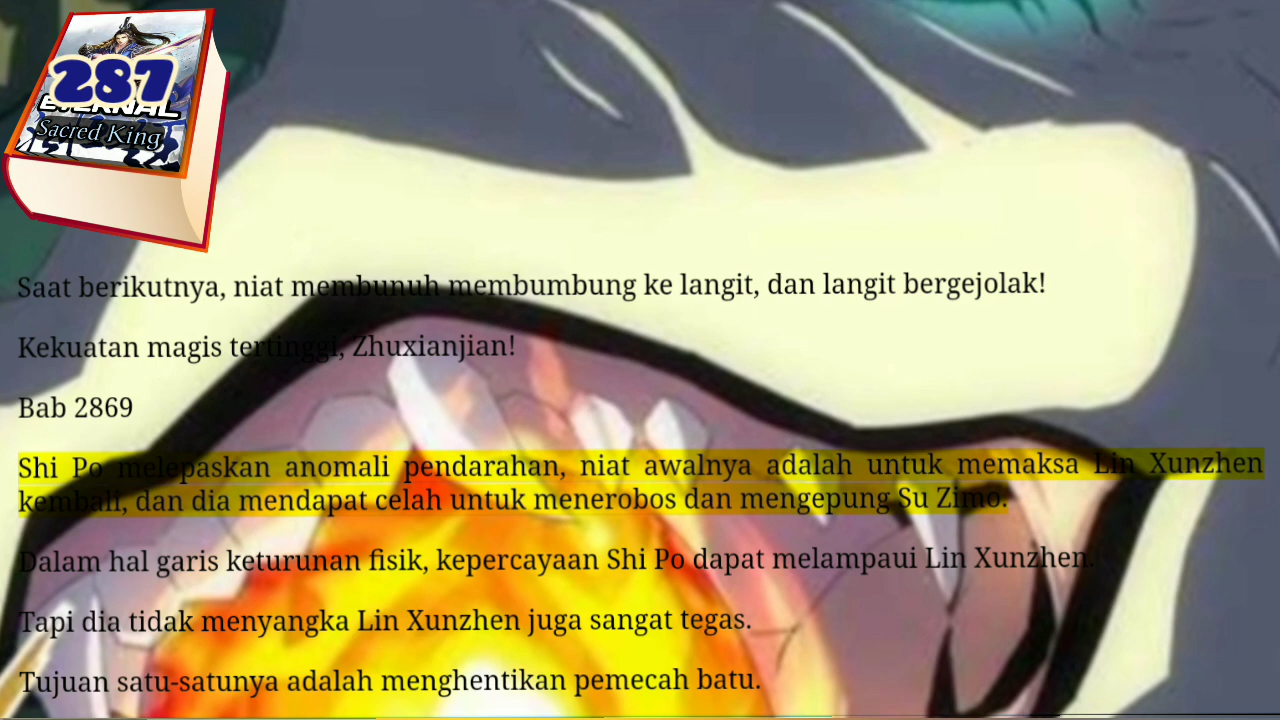 287
ETERNAL
Sacred King
Saat berikutnya, niat membunuh membumbung ke langit, dan langit bergejolak!
Kekuatan magis tertinggi, Zhuxianjian!
Bab 2869
Shi Po melepaskan anomali pendarahan, niat awalnya adalah untuk memaksa Lin Xunzhen
kembali, dan dia mendapat celah untuk menerobos dan mengepung Su Zimo.
Dalam hal garis keturunan fisik, kepercayaan Shi Po dapat melampaui Lin Xunzhen.
Tapi dia tidak menyangka Lin Xunzhen juga sangat tegas.
Tujuan satu-satunya adalah menghentikan pemecah batu.